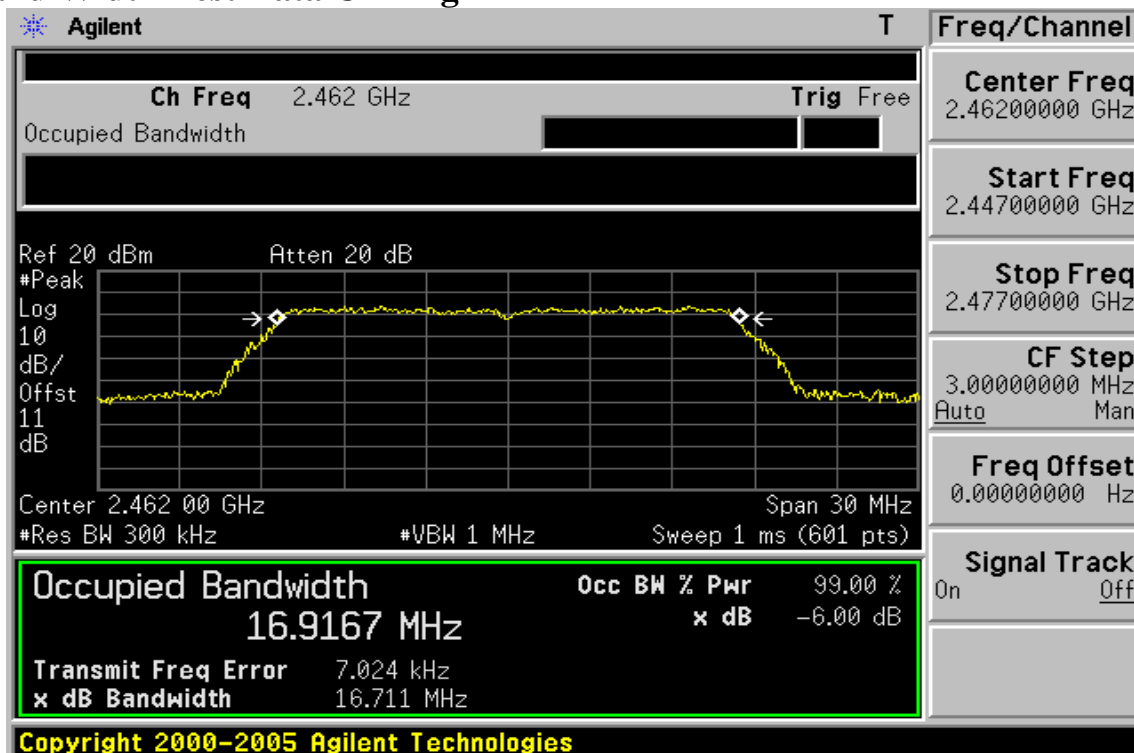 Agilent T Freq/Channel
Ch Freq 2.462 GHz Trig Free
Occupied Bandwidth
Center Freq
2.46200000 GHz
Start Freq
2.44700000 GHz
Stop Freq
2.47700000 GHz
CF Step
3.00000000 MHz
Auto Man
Freq Offset
0.00000000 Hz
Signal Track
On Off
Ref 20 dBm Atten 20 dB
#Peak
Log
10
dB/
Offst
11
dB
Center 2.462 00 GHz Span 30 MHz
#Res BW 300 kHz #VBW 1 MHz Sweep 1 ms (601 pts)
Occupied Bandwidth Occ BW % Pwr 99.00 %
16.9167 MHz x dB -6.00 dB
Transmit Freq Error 7.024 kHz
x dB Bandwidth 16.711 MHz
Copyright 2000-2005 Agilent Technologies